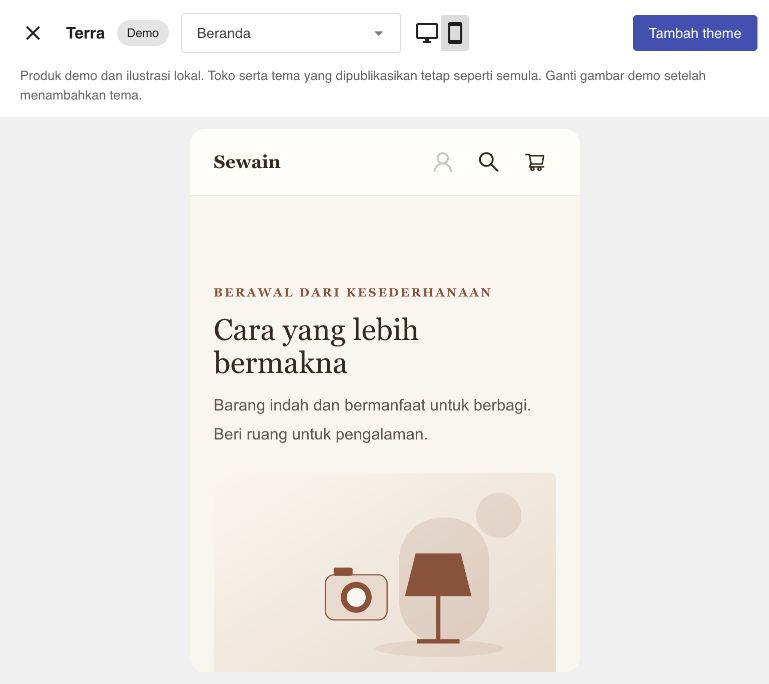 Terra
Demo
Beranda
Tambah theme
Produk demo dan ilustrasi lokal. Toko serta tema yang dipublikasikan tetap seperti semula. Ganti gambar demo setelah
menambahkan tema.
Sewain
BERAWAL DARI KESEDERHANAAN
Cara yang lebih
bermakna
Barang indah dan bermanfaat untuk berbagi.
Beri ruang untuk pengalaman.